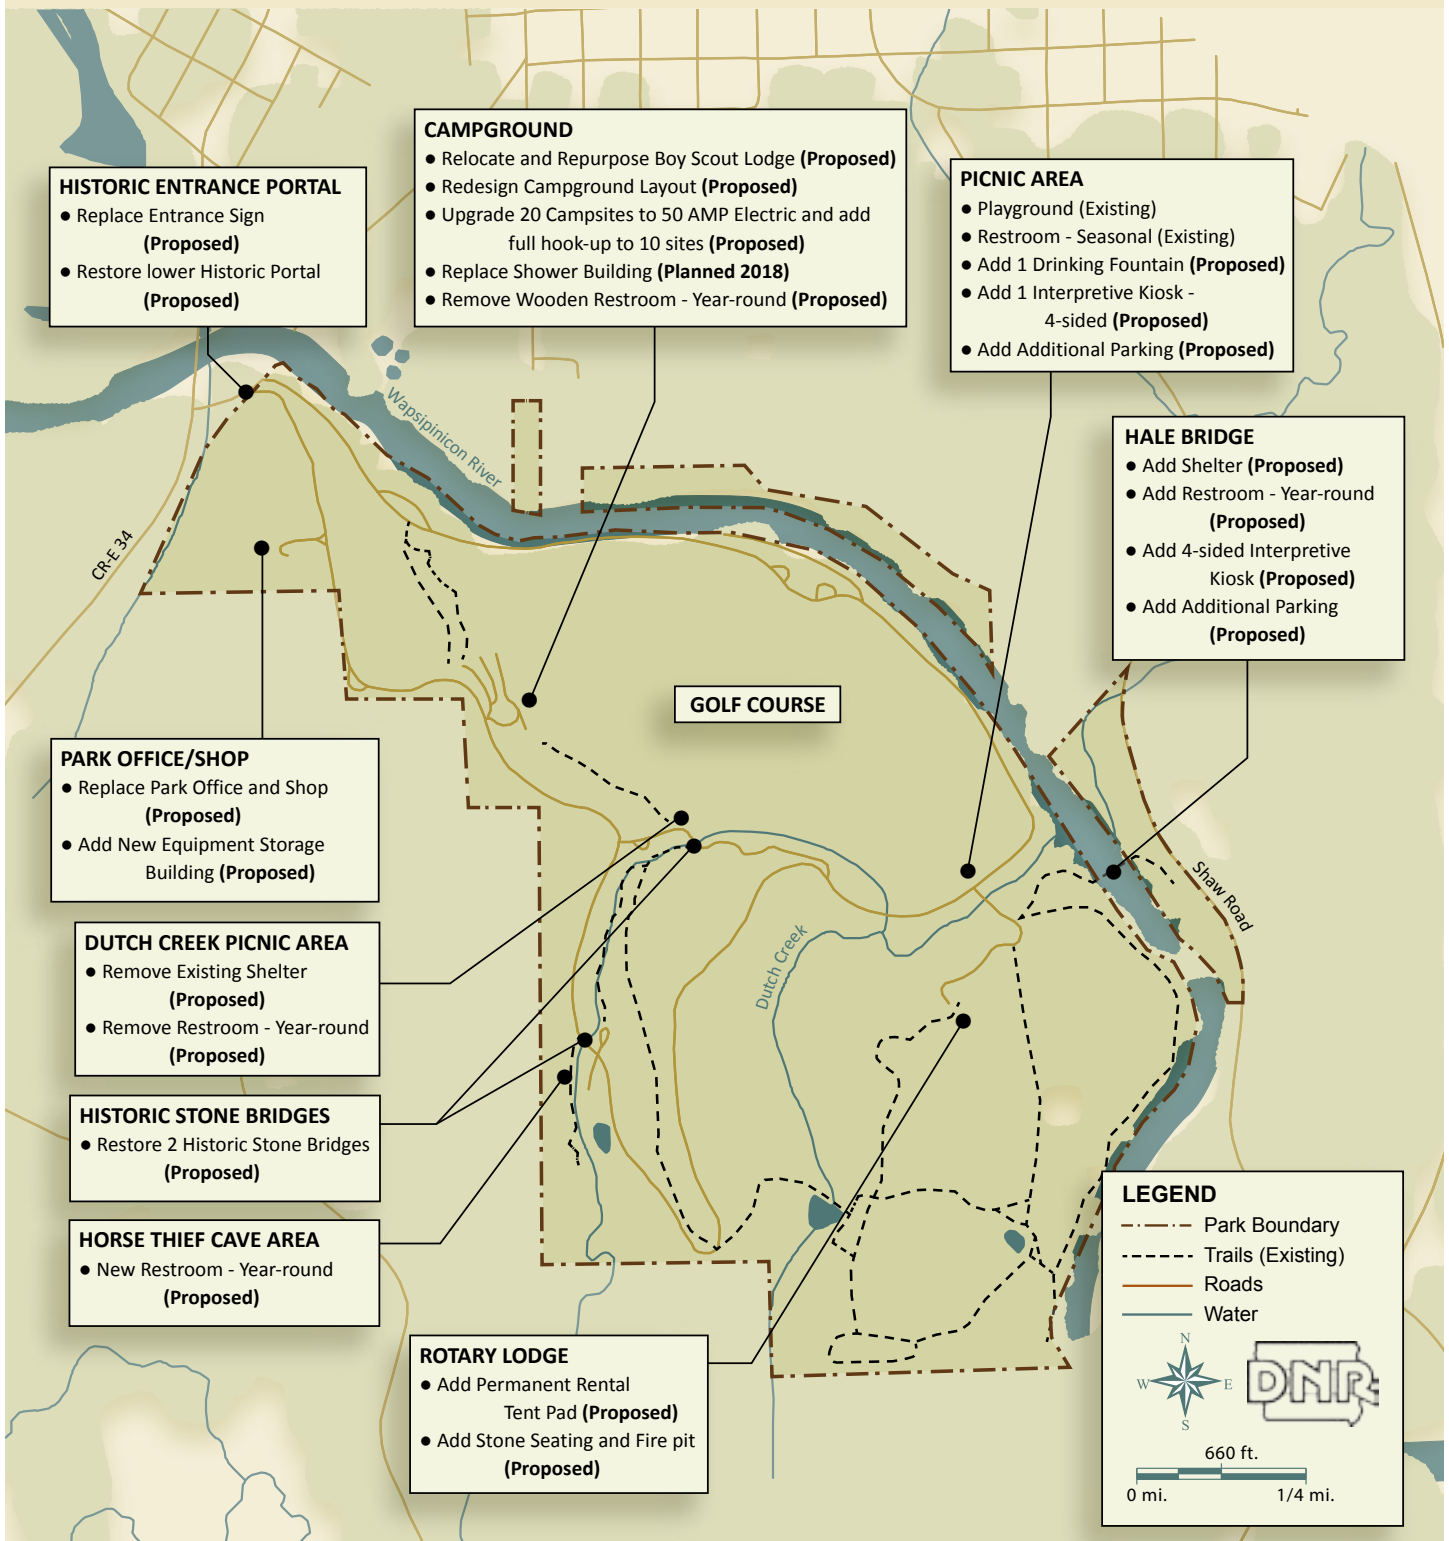 HISTORIC ENTRANCE PORTAL
● Replace Entrance Sign
(Proposed)
● Restore lower Historic Portal
(Proposed)
CAMPGROUND
● Relocate and Repurpose Boy Scout Lodge (Proposed)
● Redesign Campground Layout (Proposed)
● Upgrade 20 Campsites to 50 AMP Electric and add
full hook-up to 10 sites (Proposed)
● Replace Shower Building (Planned 2018)
● Remove Wooden Restroom - Year-round (Proposed)
PICNIC AREA
● Playground (Existing)
● Restroom - Seasonal (Existing)
● Add 1 Drinking Fountain (Proposed)
● Add 1 Interpretive Kiosk -
4-sided (Proposed)
● Add Additional Parking (Proposed)
HALE BRIDGE
● Add Shelter (Proposed)
● Add Restroom - Year-round
(Proposed)
● Add 4-sided Interpretive
Kiosk (Proposed)
● Add Additional Parking
(Proposed)
Wapsipinicon River
CR-E 34
GOLF COURSE
PARK OFFICE/SHOP
● Replace Park Office and Shop
(Proposed)
● Add New Equipment Storage
Building (Proposed)
Shaw Road
Dutch Creek
DUTCH CREEK PICNIC AREA
● Remove Existing Shelter
(Proposed)
● Remove Restroom - Year-round
(Proposed)
HISTORIC STONE BRIDGES
● Restore 2 Historic Stone Bridges
(Proposed)
HORSE THIEF CAVE AREA
● New Restroom - Year-round
(Proposed)
ROTARY LODGE
● Add Permanent Rental
Tent Pad (Proposed)
● Add Stone Seating and Fire pit
(Proposed)
LEGEND
Park Boundary
Trails (Existing)
Roads
Water
N
W E
S
DNR
660 ft.
0 mi. 1/4 mi.